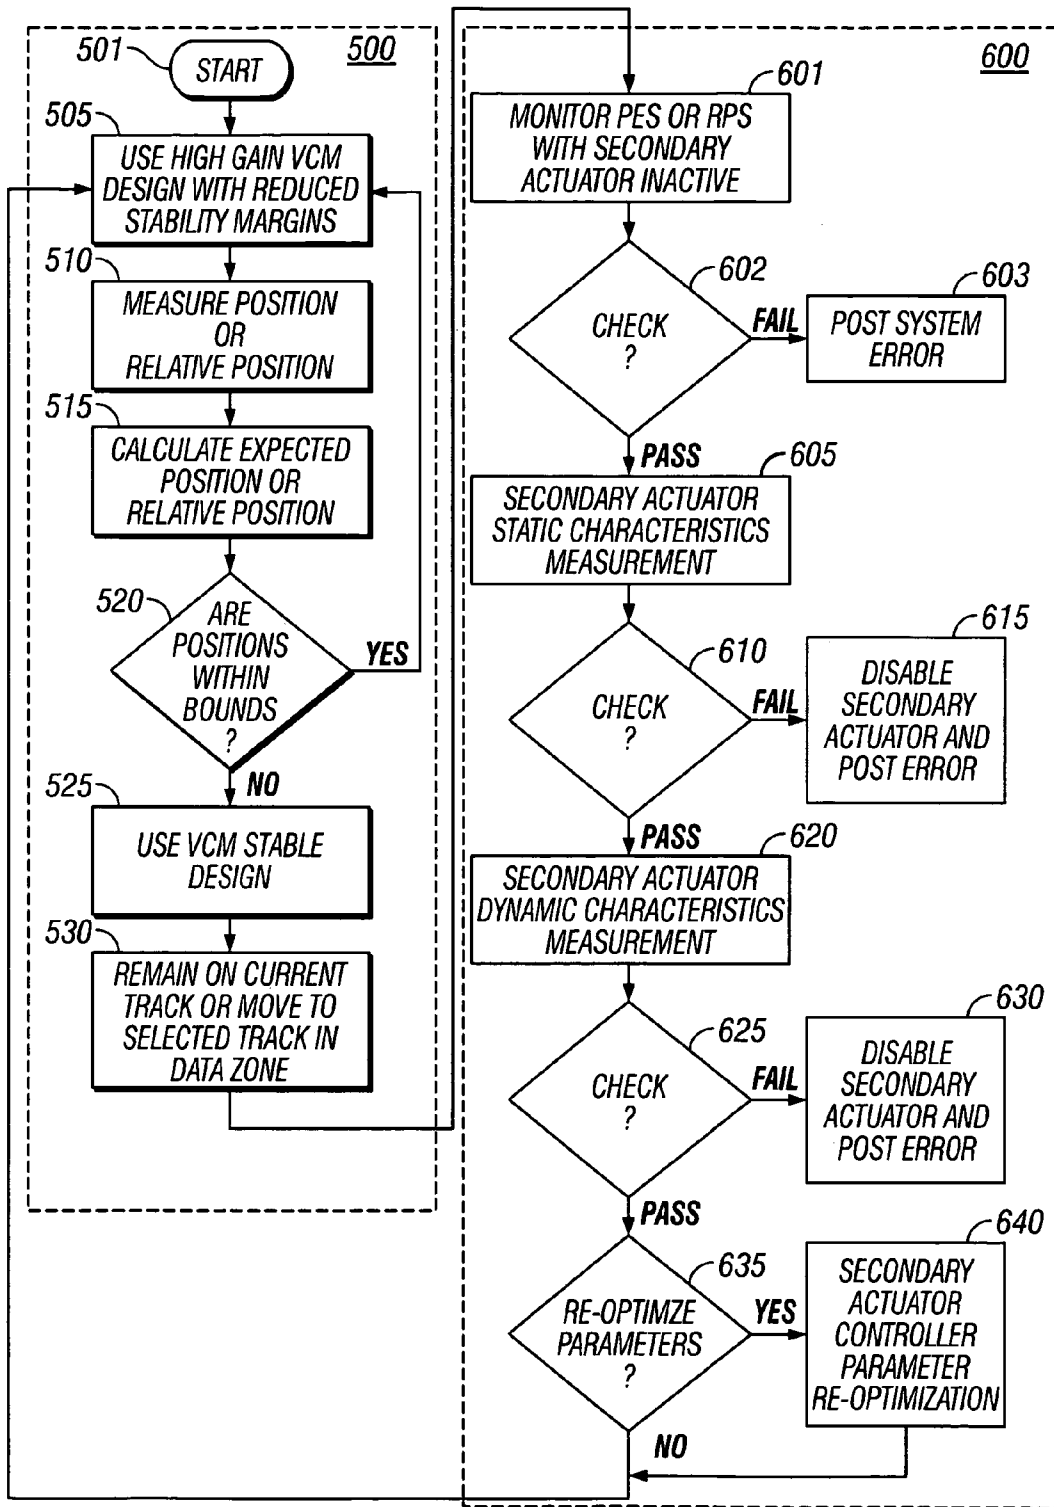 500
501
START
505
USE HIGH GAIN VCM
DESIGN WITH REDUCED
STABILITY MARGINS
510
MEASURE POSITION
OR
RELATIVE POSITION
515
CALCULATE EXPECTED
POSITION OR
RELATIVE POSITION
520
ARE
POSITIONS
WITHIN
BOUNDS
?
YES
NO
525
USE VCM STABLE
DESIGN
530
REMAIN ON CURRENT
TRACK OR MOVE TO
SELECTED TRACK IN
DATA ZONE
600
601
MONITOR PES OR RPS
WITH SECONDARY
ACTUATOR INACTIVE
602
CHECK
?
FAIL
603
POST SYSTEM
ERROR
PASS
605
SECONDARY ACTUATOR
STATIC CHARACTERISTICS
MEASUREMENT
610
CHECK
?
FAIL
615
DISABLE
SECONDARY
ACTUATOR AND
POST ERROR
PASS
620
SECONDARY ACTUATOR
DYNAMIC CHARACTERISTICS
MEASUREMENT
625
CHECK
?
FAIL
630
DISABLE
SECONDARY
ACTUATOR AND
POST ERROR
PASS
635
RE-OPTIMZE
PARAMETERS
?
YES
640
SECONDARY
ACTUATOR
CONTROLLER
PARAMETER
RE-OPTIMIZATION
NO